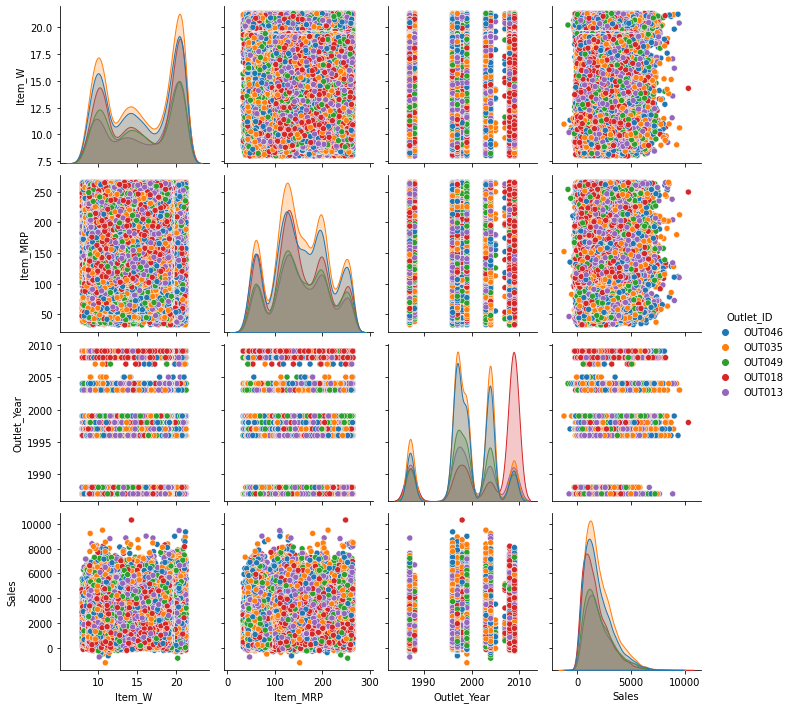 20.0
17.5
15.0
12.5
10.0
7.5
Item_W
250
200
150
100
50
Item_MRP
2010
2005
2000
1995
1990
Outlet_Year
10000
8000
6000
4000
2000
0
Sales
10 20
Item_W
0 100 200 300
Item_MRP
1990 2000 2010
Outlet_Year
0 5000 10000
Sales
Outlet_ID
OUT046
OUT035
OUT049
OUT018
OUT013